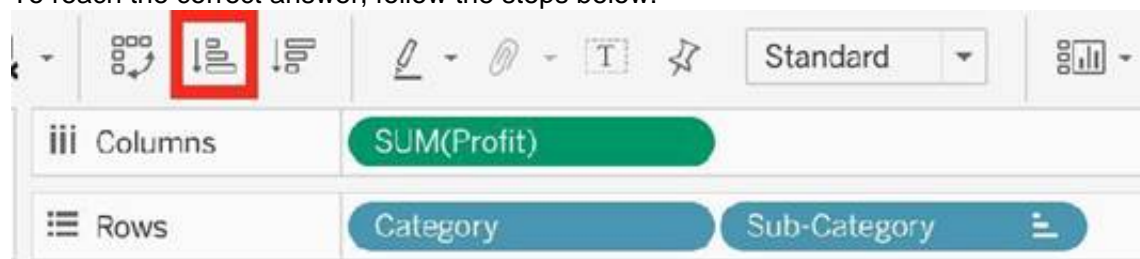 To reach the correct answer, follow the steps below:
T Standard
Columns SUM(Profit)
Rows Category Sub-Category